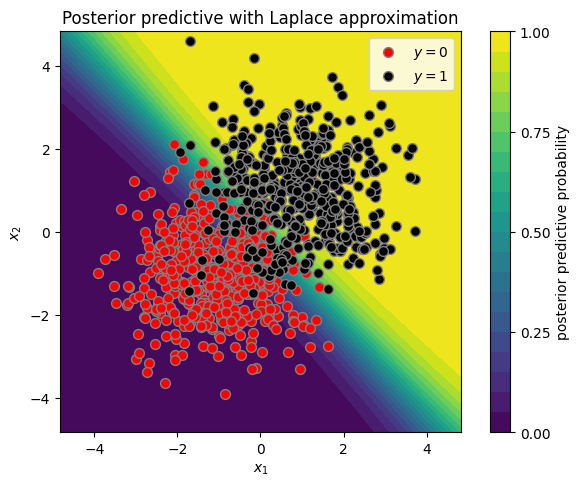 Posterior predictive with Laplace approximation
y = 0
y = 1
4
2
0
−2
−4
x₂
−4
−2
0
2
4
x₁
1.00
0.75
0.50
0.25
0.00
posterior predictive probability